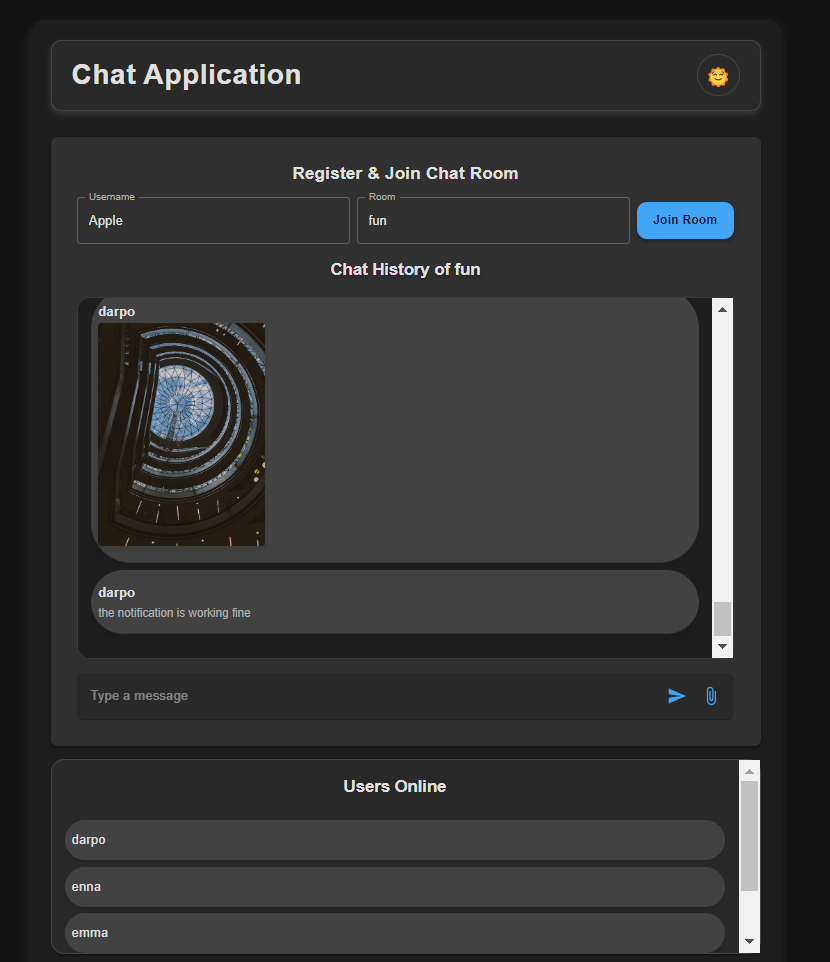 Chat Application
Register & Join Chat Room
Username
Room
Apple
fun
Join Room
Chat History of fun
darpo
darpo
the notification is working fine
Type a message
Users Online
darpo
enna
emma